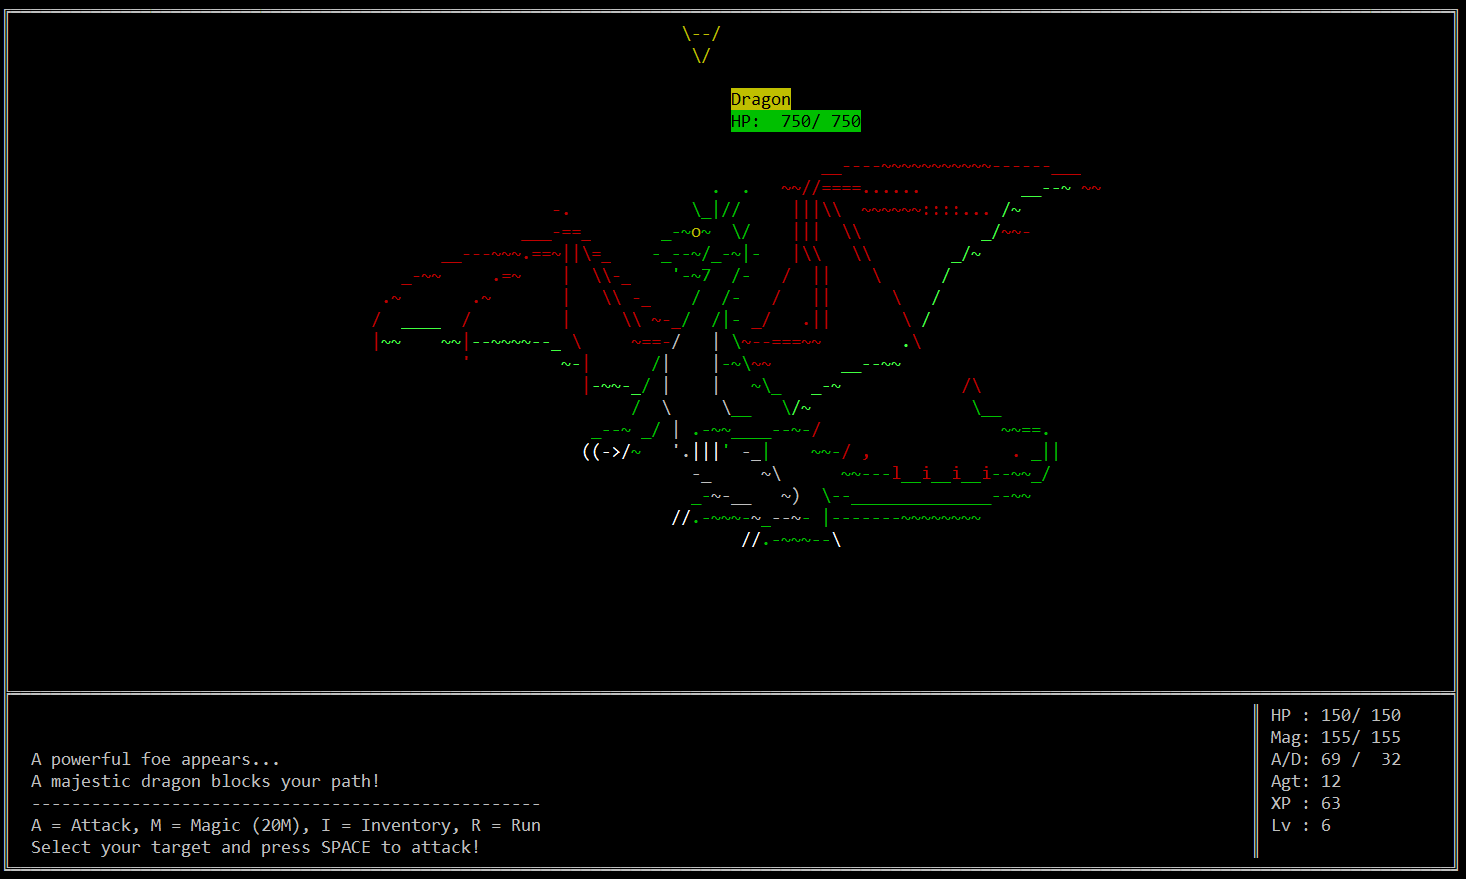 Dragon
HP:  750/ 750
A powerful foe appears...
A majestic dragon blocks your path!
---------------------------------------------------
A = Attack, M = Magic (20M), I = Inventory, R = Run
Select your target and press SPACE to attack!
HP : 150/ 150
Mag: 155/ 155
A/D: 69 /  32
Agt: 12
XP : 63
Lv : 6